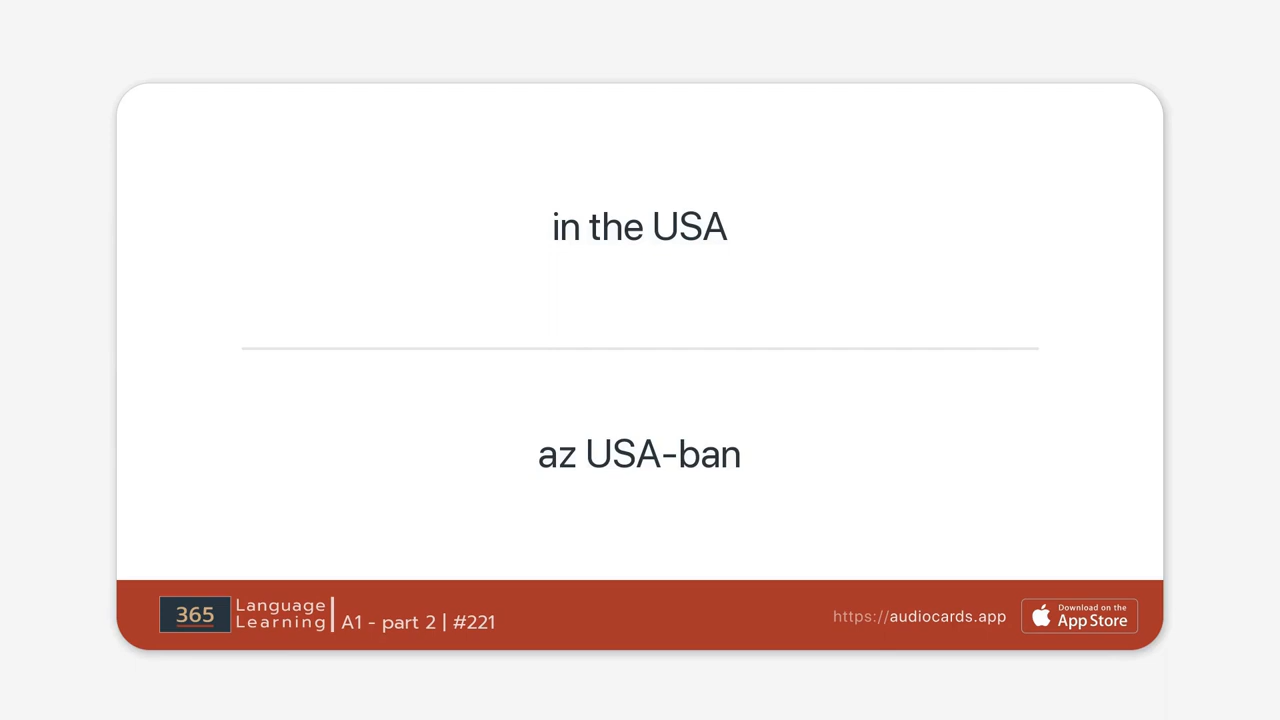 in the USA
az USA-ban
365
Language
Learning
A1 - part 2 | #221
https://audiocards.app
Download on the
App Store